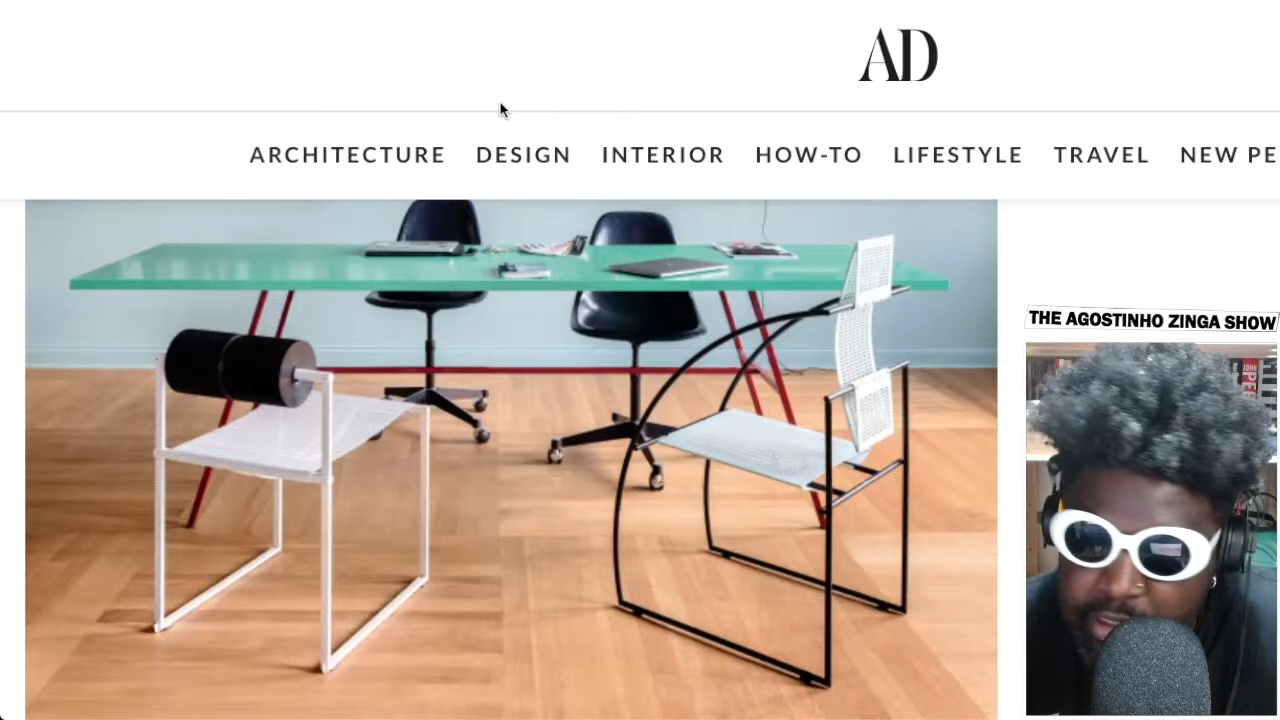 AD
ARCHITECTURE DESIGN INTERIOR HOW-TO LIFESTYLE TRAVEL NEW PE
THE AGOSTINHO ZINGA SHOW